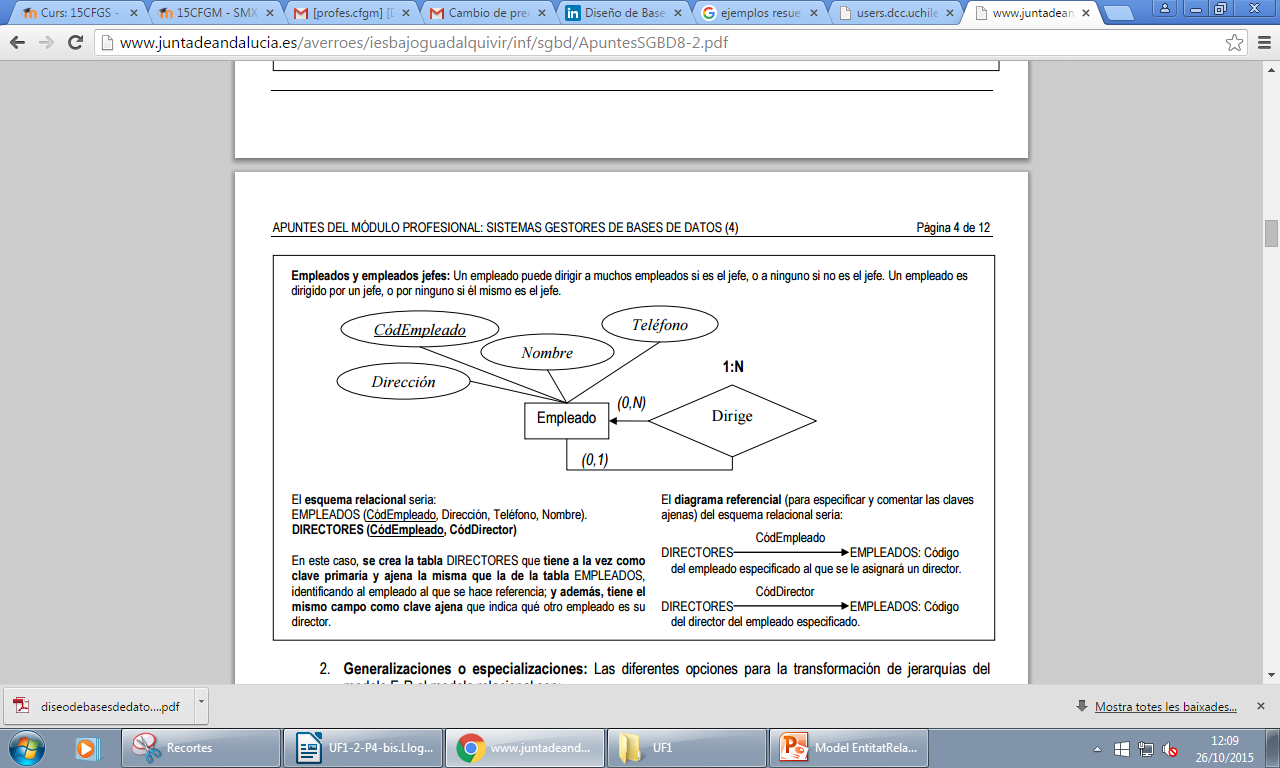 Curs: 15CFGS -
15CFGM - SMX
[profes.cfgm] [D
Cambio de pre
Diseño de Base
ejemplos resue
users.dcc.uchile
www.juntadean
www.juntadeandalucia.es/averroes/iesbajoguadalquivir/inf/sgbd/ApuntesSGBD8-2.pdf
APUNTES DEL MÓDULO PROFESIONAL: SISTEMAS GESTORES DE BASES DE DATOS (4) Página 4 de 12
Empleados y empleados jefes: Un empleado puede dirigir a muchos empleados si es el jefe, o a ninguno si no es el jefe. Un empleado es
dirigido por un jefe, o por ninguno si él mismo es el jefe.
CódEmpleado
Teléfono
Nombre
Dirección
1:N
(0,N)
Empleado
Dirige
(0,1)
El esquema relacional sería:
EMPLEADOS (CódEmpleado, Dirección, Teléfono, Nombre).
DIRECTORES (CódEmpleado, CódDirector)
En este caso, se crea la tabla DIRECTORES que tiene a la vez como
clave primaria y ajena la misma que la de la tabla EMPLEADOS,
identificando al empleado al que se hace referencia; y además, tiene el
mismo campo como clave ajena que indica qué otro empleado es su
director.
El diagrama referencial (para especificar y comentar las claves
ajenas) del esquema relacional sería:
CódEmpleado
DIRECTORES EMPLEADOS: Código
del empleado especificado al que se le asignará un director.
CódDirector
DIRECTORES EMPLEADOS: Código
del director del empleado especificado.
2. Generalizaciones o especializaciones: Las diferentes opciones para la transformación de jerarquías del
diseodebasesdedato....pdf
Mostra totes les baixades...
Recortes
UF1-2-P4-bis.Llog...
www.juntadeand...
UF1
Model EntitatRela...
12:09
26/10/2015